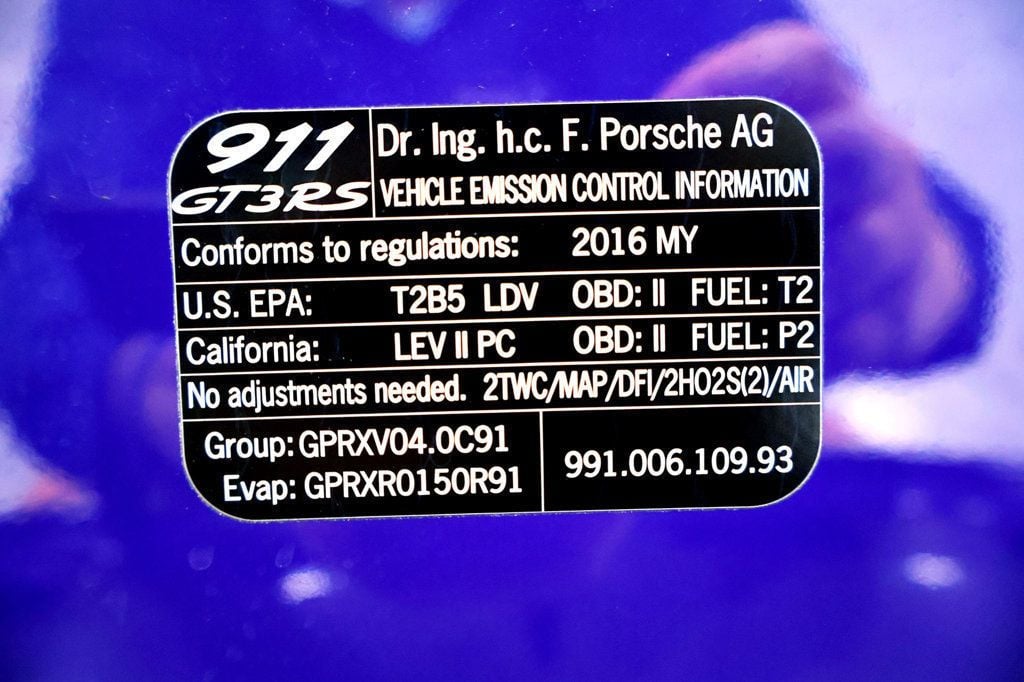 911
GT3RS
Dr. Ing. h.c. F. Porsche AG
VEHICLE EMISSION CONTROL INFORMATION
Conforms to regulations: 2016 MY
U.S. EPA: T2B5 LDV OBD: II FUEL: T2
California: LEV II PC OBD: II FUEL: P2
No adjustments needed. 2TWC/MAP/DFI/2HO2S(2)/AIR
Group: GPRXV04.0C91
Evap: GPRXR0150R91
991.006.109.93